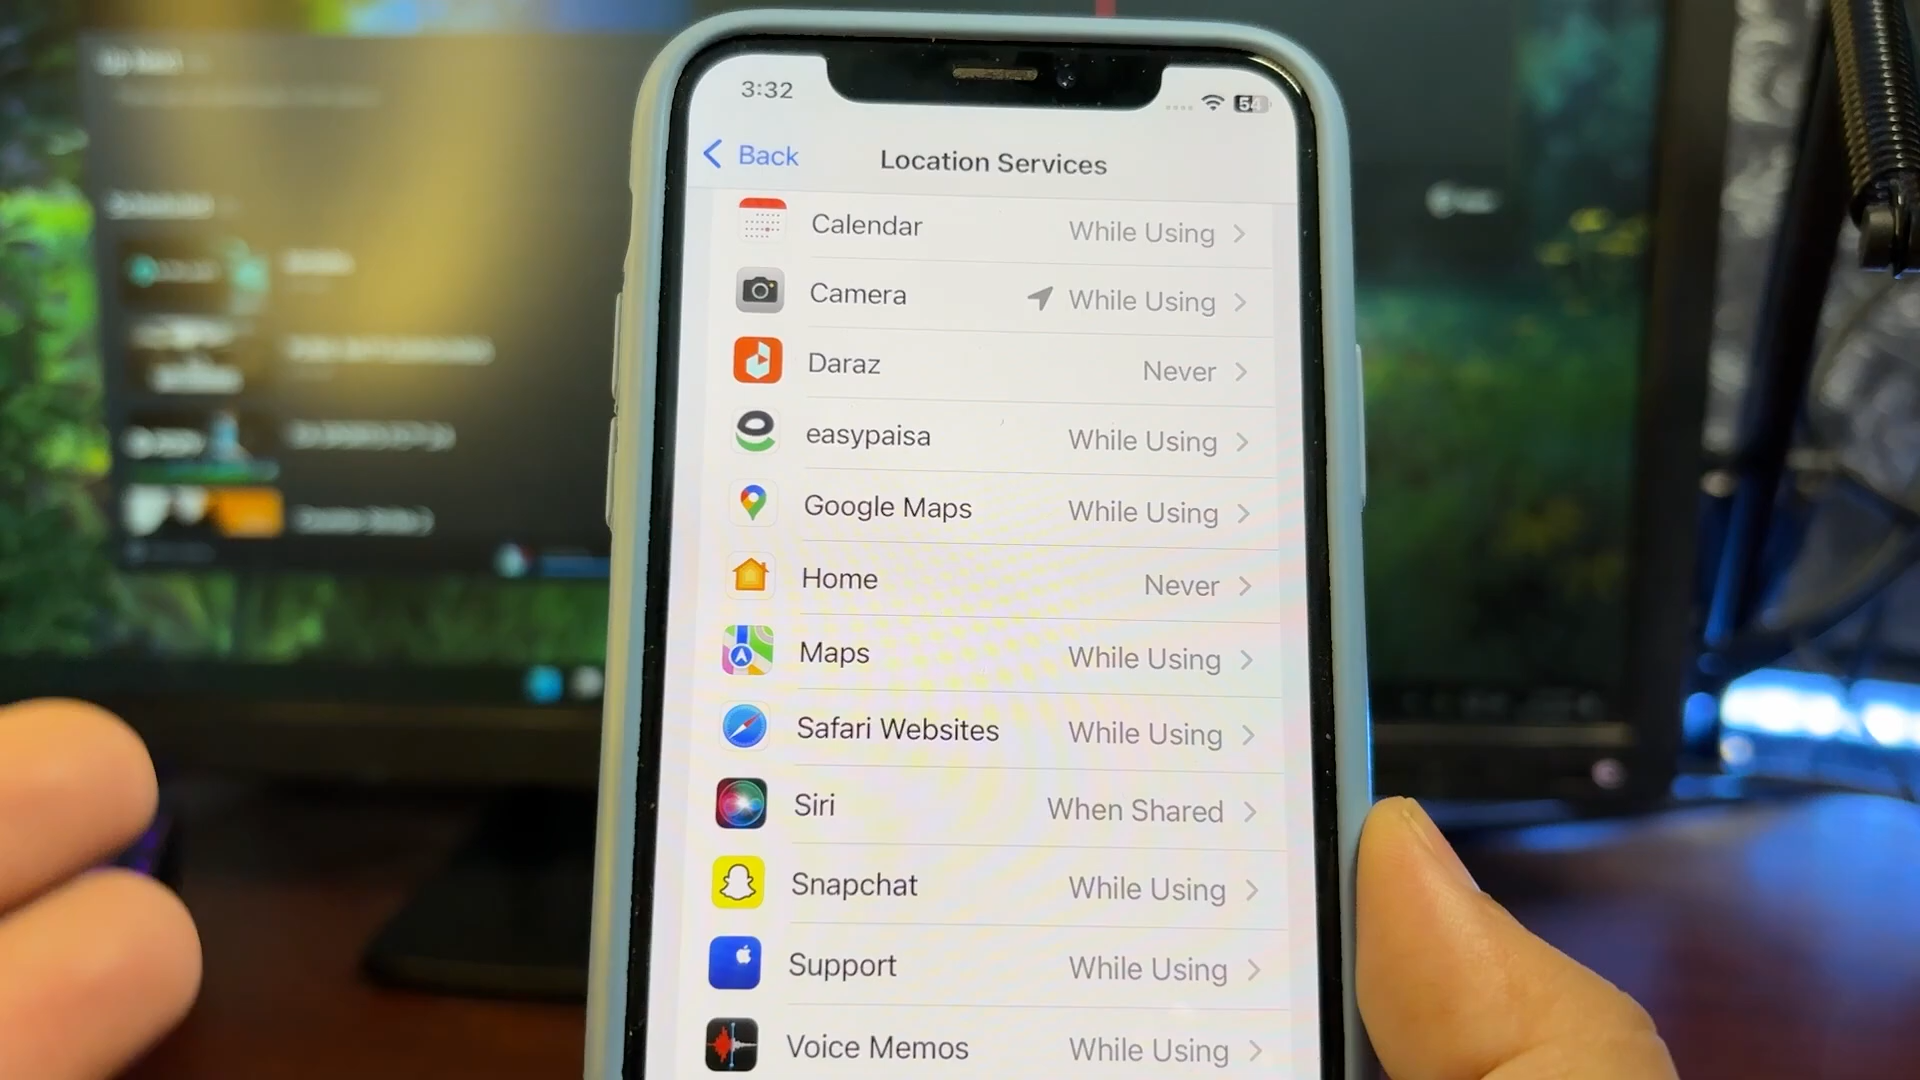 3:32
54
Back
Location Services
Calendar While Using
Camera While Using
Daraz Never
easypaisa While Using
Google Maps While Using
Home Never
Maps While Using
Safari Websites While Using
Siri When Shared
Snapchat While Using
Support While Using
Voice Memos While Using